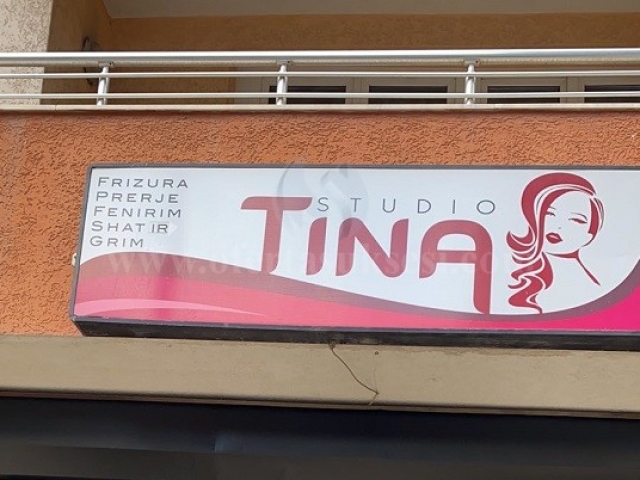 FRIZURA
PRERJE
FENIRIM
SHATIR
GRIM
STUDIO
TINA